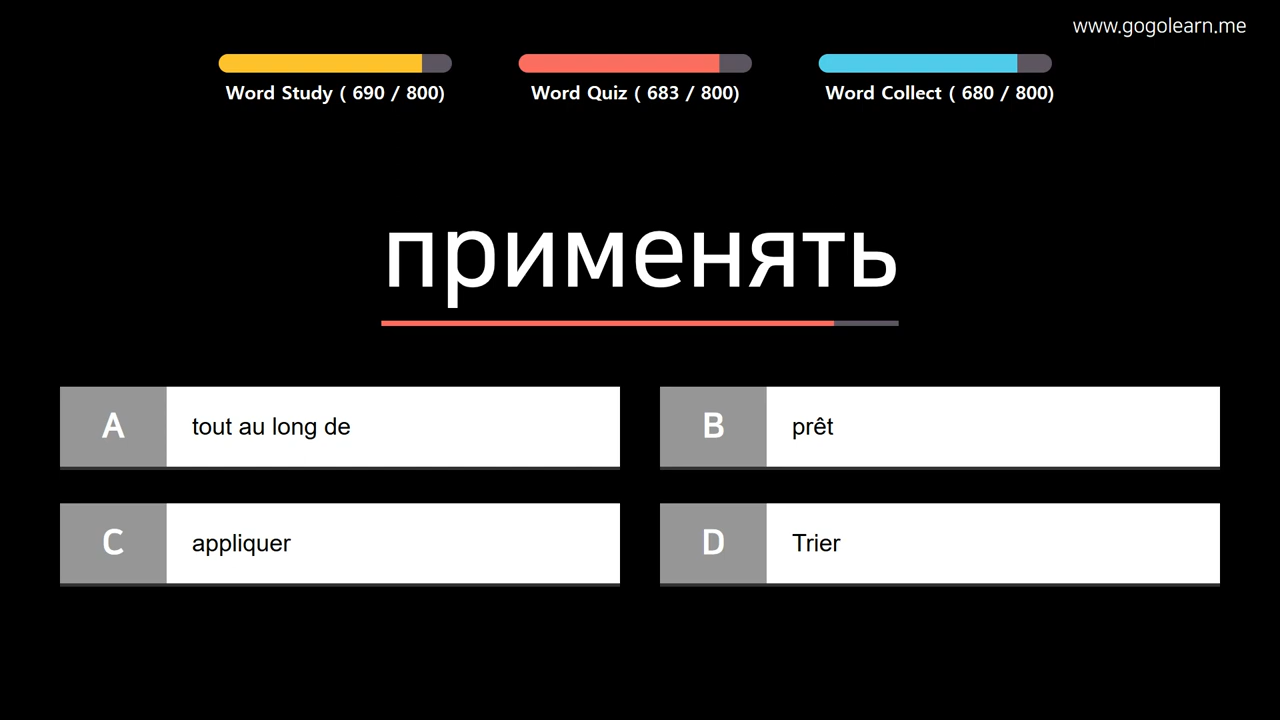 www.gogolearn.me
Word Study ( 690 / 800)
Word Quiz ( 683 / 800)
Word Collect ( 680 / 800)
применять
A tout au long de
B prêt
C appliquer
D Trier